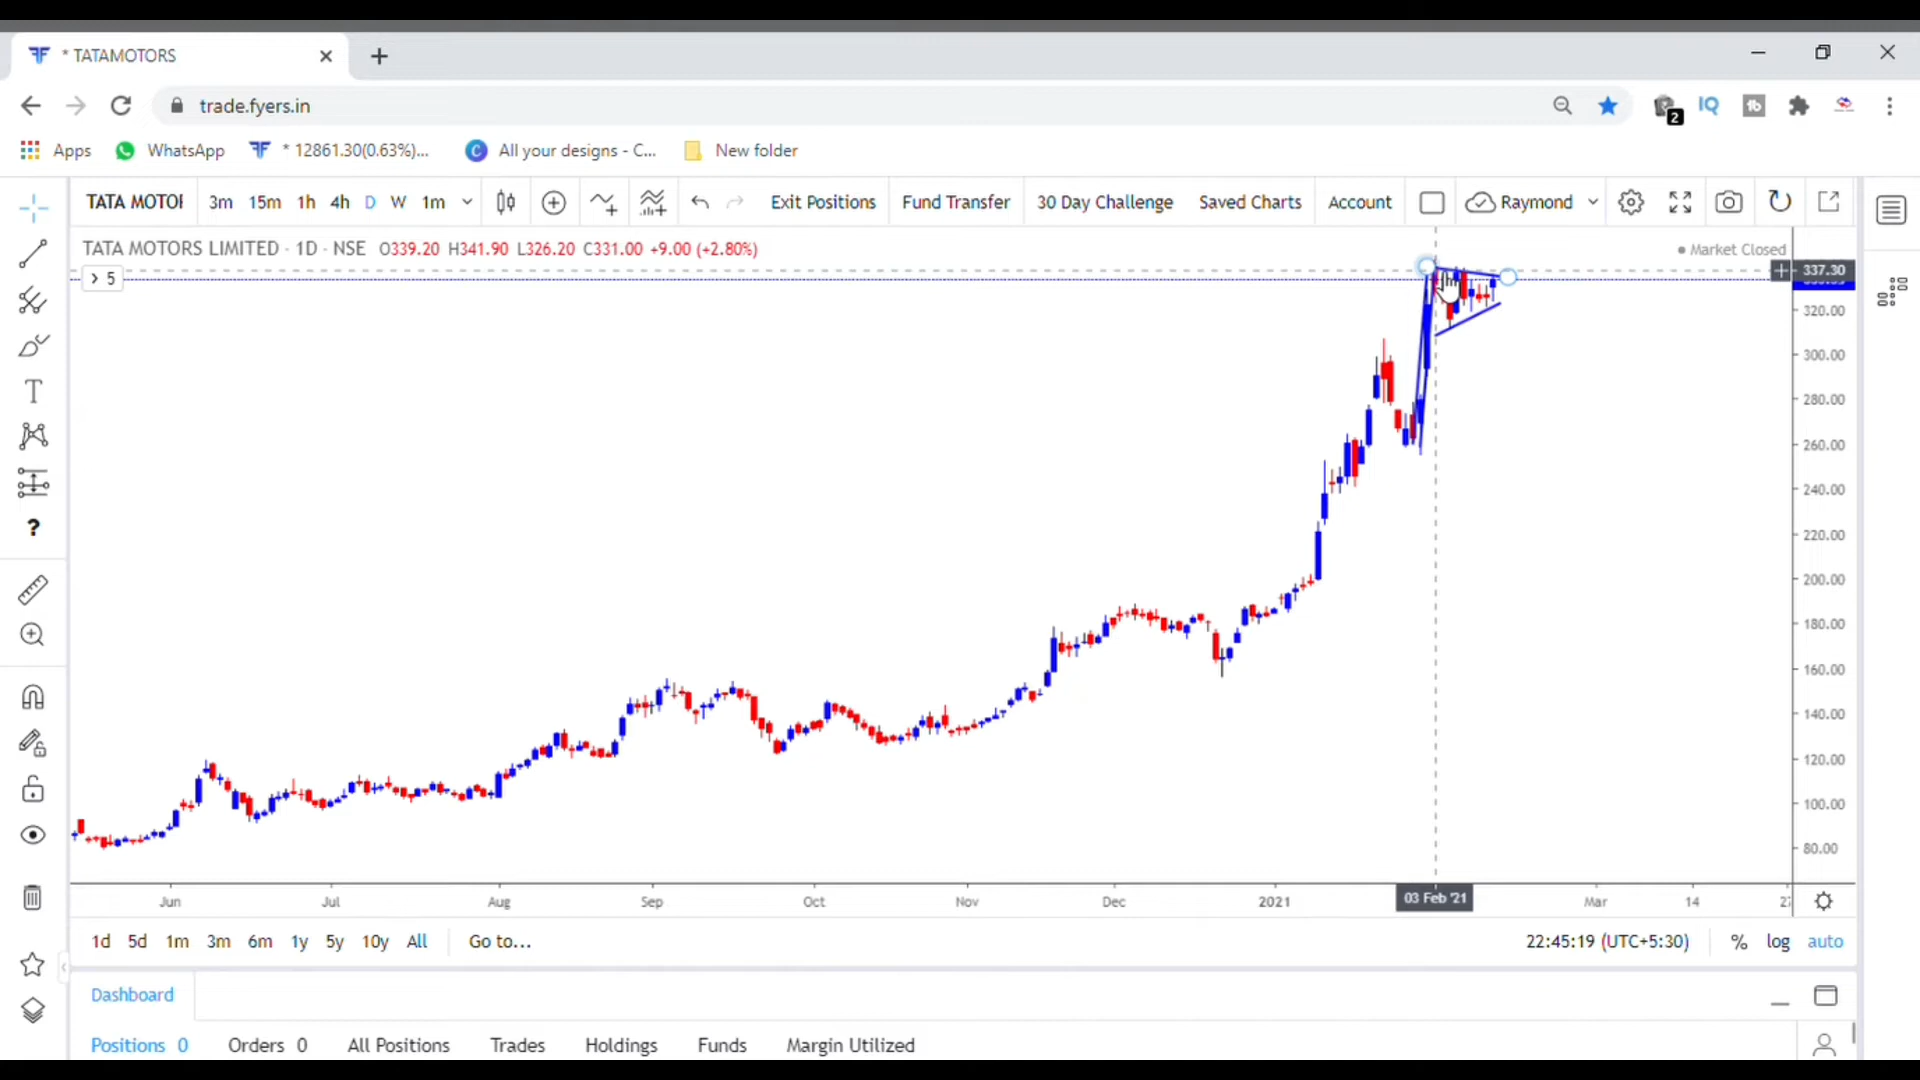 * TATAMOTORS
trade.fyers.in
2
IQ
tb
Apps
WhatsApp
* 12861.30(0.63%)...
C
All your designs - C...
New folder
TATA MOTOR
3m 15m 1h 4h D W 1m
Exit Positions
Fund Transfer
30 Day Challenge
Saved Charts
Account
Raymond
TATA MOTORS LIMITED · 1D · NSE O339.20 H341.90 L326.20 C331.00 +9.00 (+2.80%)
Market Closed
5
337.30
320.00
300.00
280.00
260.00
240.00
220.00
200.00
180.00
160.00
140.00
120.00
100.00
80.00
T
?
Jun Jul Aug Sep Oct Nov Dec 2021 03 Feb '21 Mar 14
1d 5d 1m 3m 6m 1y 5y 10y All Go to...
22:45:19 (UTC+5:30) % log auto
Dashboard
Positions 0 Orders 0 All Positions Trades Holdings Funds Margin Utilized